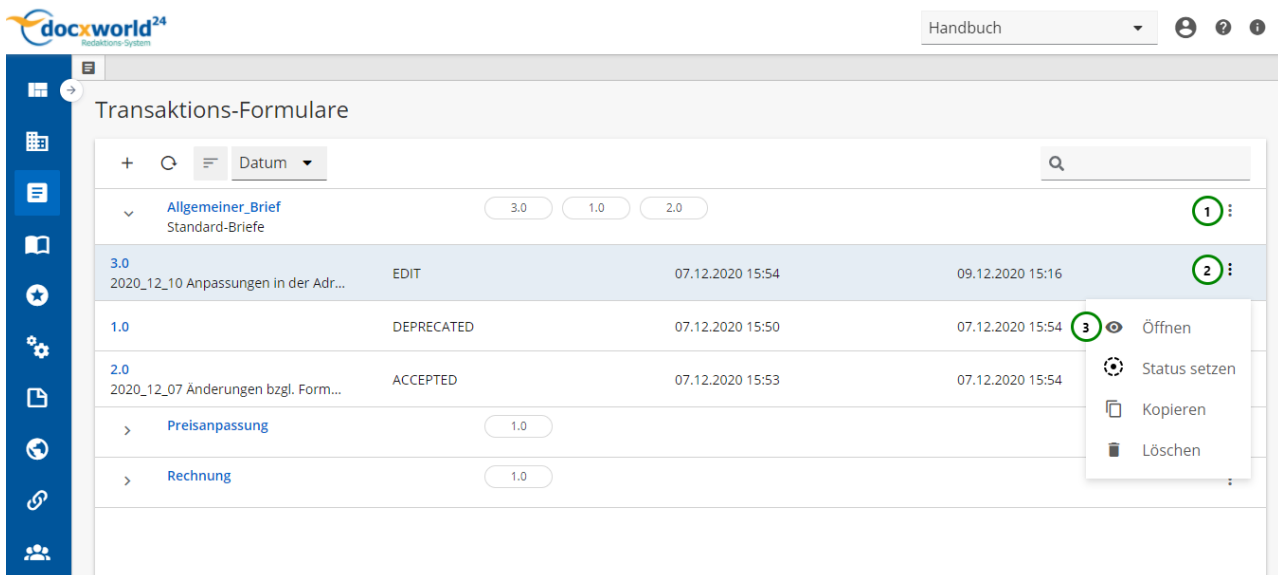 docxworld24
Redaktions-System
Handbuch
Transaktions-Formulare
Datum
Allgemeiner_Brief 3.0 1.0 2.0 1
Standard-Briefe
3.0
2020_12_10 Anpassungen in der Adr... EDIT 07.12.2020 15:54 09.12.2020 15:16 2
1.0 DEPRECATED 07.12.2020 15:50 07.12.2020 15:54 3 Öffnen
Status setzen
2.0
2020_12_07 Änderungen bzgl. Form... ACCEPTED 07.12.2020 15:53 07.12.2020 15:54
Kopieren
Preisanpassung 1.0
Löschen
Rechnung 1.0